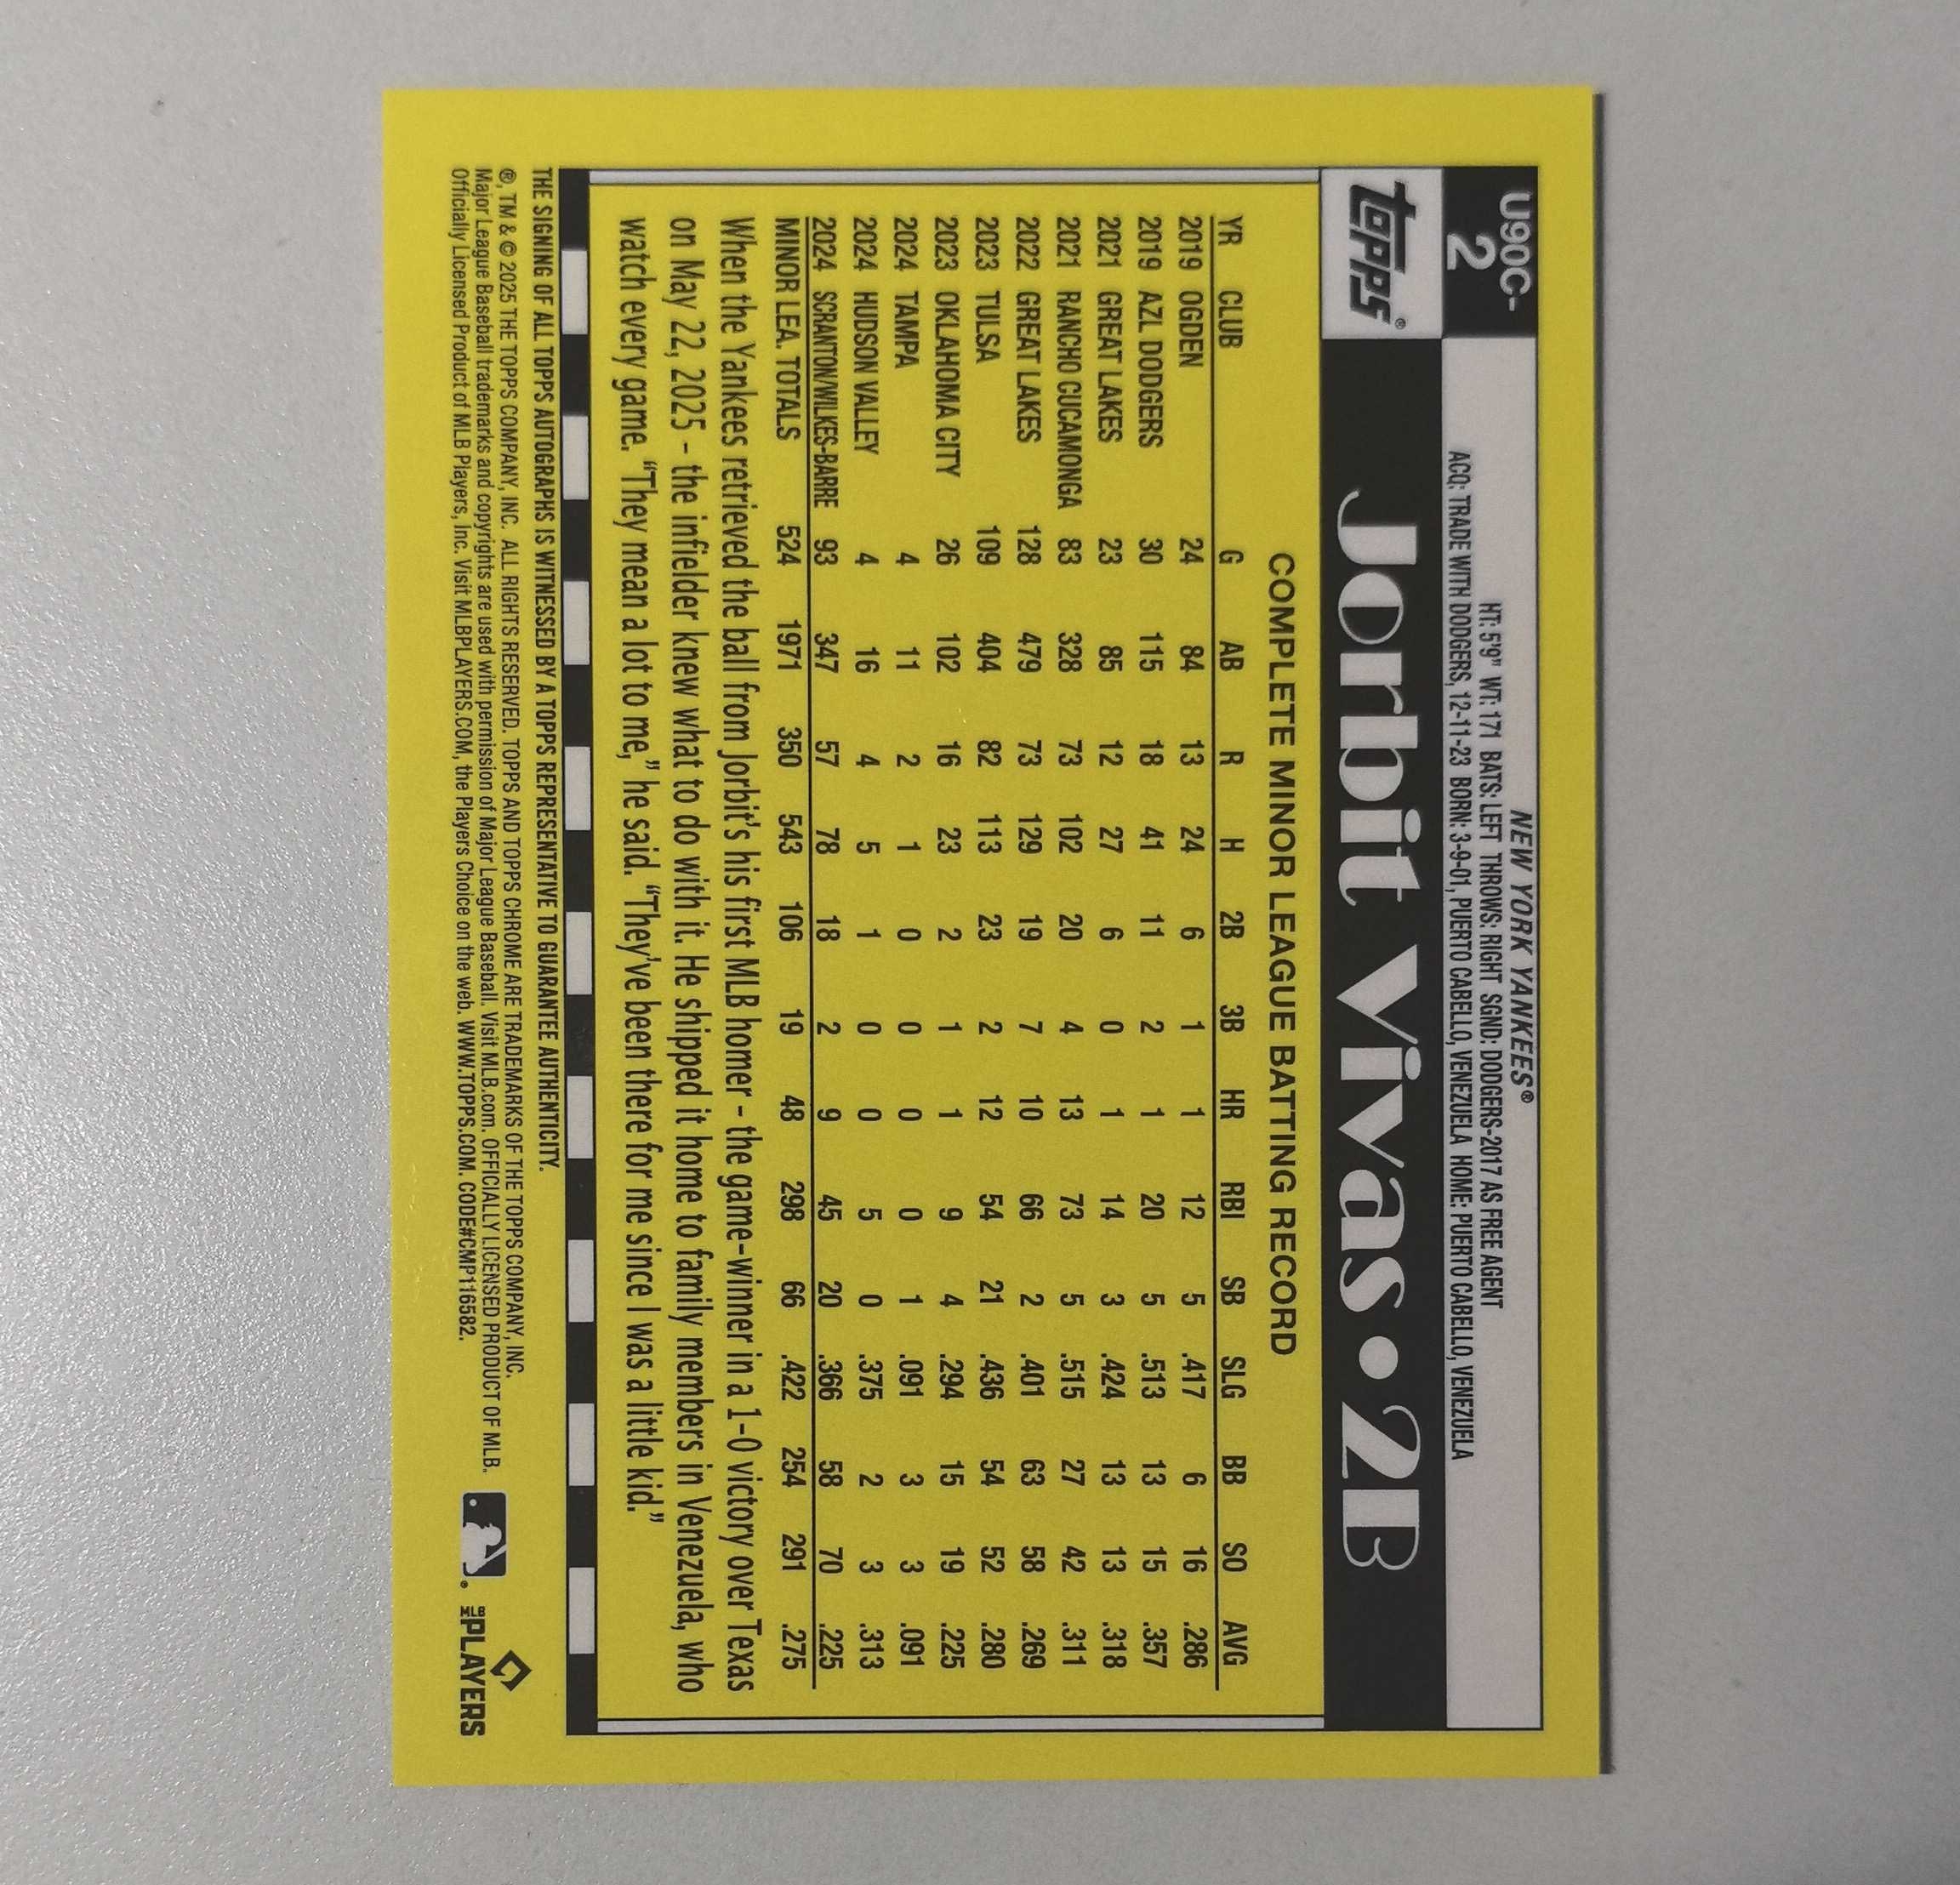 U90C-
2
NEW YORK YANKEES®
HT: 5'9" WT: 171 BATS: LEFT THROWS: RIGHT SGND: DODGERS-2017 AS FREE AGENT
ACQ: TRADE WITH DODGERS, 12-11-23 BORN: 3-9-01, PUERTO CABELLO, VENEZUELA HOME: PUERTO CABELLO, VENEZUELA
topps®
Jorbit Vivas • 2B
COMPLETE MINOR LEAGUE BATTING RECORD
YR CLUB G AB R H 2B 3B HR RBI SB SLG BB SO AVG
2019 OGDEN 24 84 13 24 6 1 1 12 5 .417 6 16 .286
2019 AZL DODGERS 30 115 18 41 11 2 1 20 5 .513 13 15 .357
2021 GREAT LAKES 23 85 12 27 6 0 1 14 3 .424 13 13 .318
2021 RANCHO CUCAMONGA 83 328 73 102 20 4 13 73 5 .515 27 42 .311
2022 GREAT LAKES 128 479 73 129 19 7 10 66 2 .401 63 58 .269
2023 TULSA 109 404 82 113 23 2 12 54 21 .436 54 52 .280
2023 OKLAHOMA CITY 26 102 16 23 2 1 1 9 4 .294 15 19 .225
2024 TAMPA 4 11 2 1 0 0 0 0 1 .091 3 3 .091
2024 HUDSON VALLEY 4 16 4 5 1 0 0 5 0 .375 2 3 .313
2024 SCRANTON/WILKES-BARRE 93 347 57 78 18 2 9 45 20 .366 58 70 .225
MINOR LEA. TOTALS 524 1971 350 543 106 19 48 298 66 .422 254 291 .275
When the Yankees retrieved the ball from Jorbit's his first MLB homer - the game-winner in a 1-0 victory over Texas
on May 22, 2025 - the infielder knew what to do with it. He shipped it home to family members in Venezuela, who
watch every game. “They mean a lot to me,” he said. “They've been there for me since I was a little kid.”
THE SIGNING OF ALL TOPPS AUTOGRAPHS IS WITNESSED BY A TOPPS REPRESENTATIVE TO GUARANTEE AUTHENTICITY.
®, TM & © 2025 THE TOPPS COMPANY, INC. ALL RIGHTS RESERVED. TOPPS AND TOPPS CHROME ARE TRADEMARKS OF THE TOPPS COMPANY, INC.
Major League Baseball trademarks and copyrights are used with permission of Major League Baseball. Visit MLB.com. OFFICIALLY LICENSED PRODUCT OF MLB.
Officially Licensed Product of MLB Players, Inc. Visit MLBPLAYERS.COM, the Players Choice on the web. WWW.TOPPS.COM. CODE#CMP116582.
MLB PLAYERS